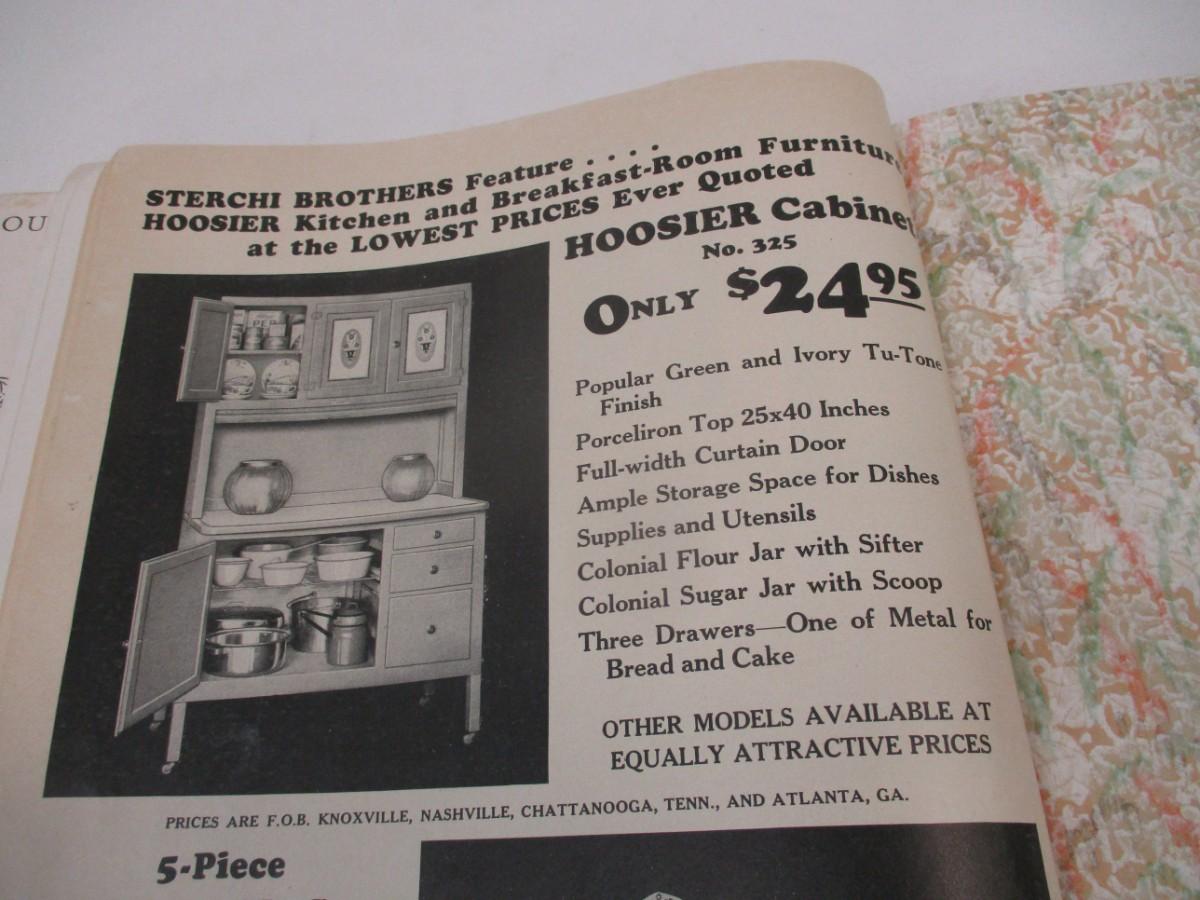 OU
STERCHI BROTHERS Feature . . . .
HOOSIER Kitchen and Breakfast-Room Furniture
at the LOWEST PRICES Ever Quoted
HOOSIER Cabinet
No. 325
ONLY $24.95
PEP
Popular Green and Ivory Tu-Tone
Finish
Porceliron Top 25x40 Inches
Full-width Curtain Door
Ample Storage Space for Dishes
Supplies and Utensils
Colonial Flour Jar with Sifter
Colonial Sugar Jar with Scoop
Three Drawers—One of Metal for
Bread and Cake
OTHER MODELS AVAILABLE AT
EQUALLY ATTRACTIVE PRICES
PRICES ARE F.O.B. KNOXVILLE, NASHVILLE, CHATTANOOGA, TENN., AND ATLANTA, GA.
5-Piece